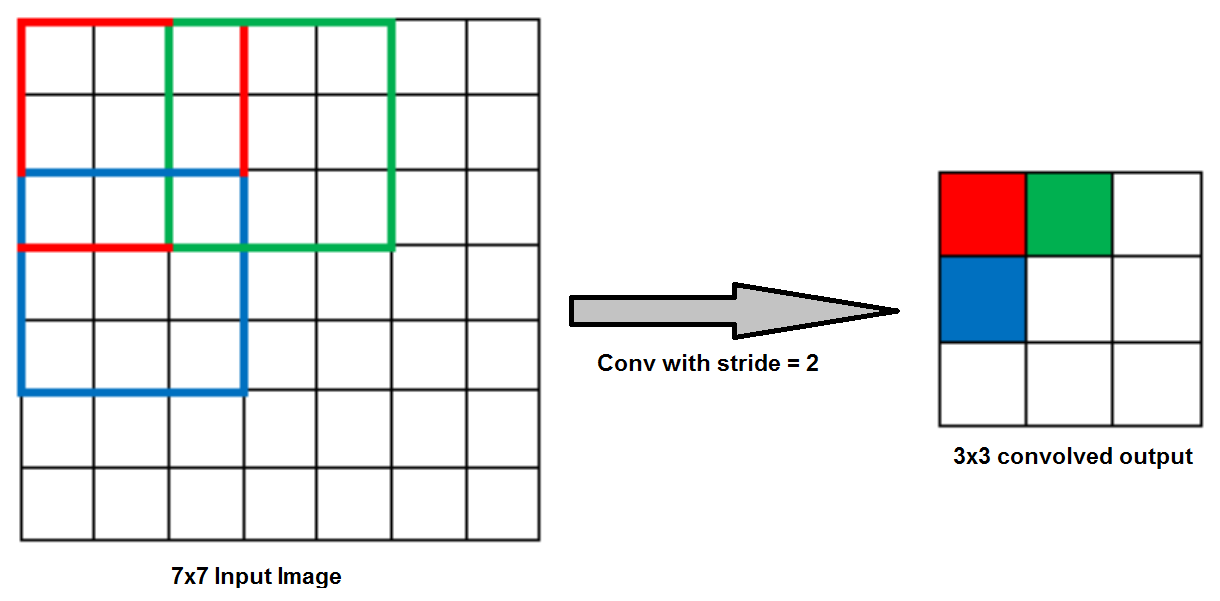 Conv with stride = 2
3x3 convolved output
7x7 Input Image